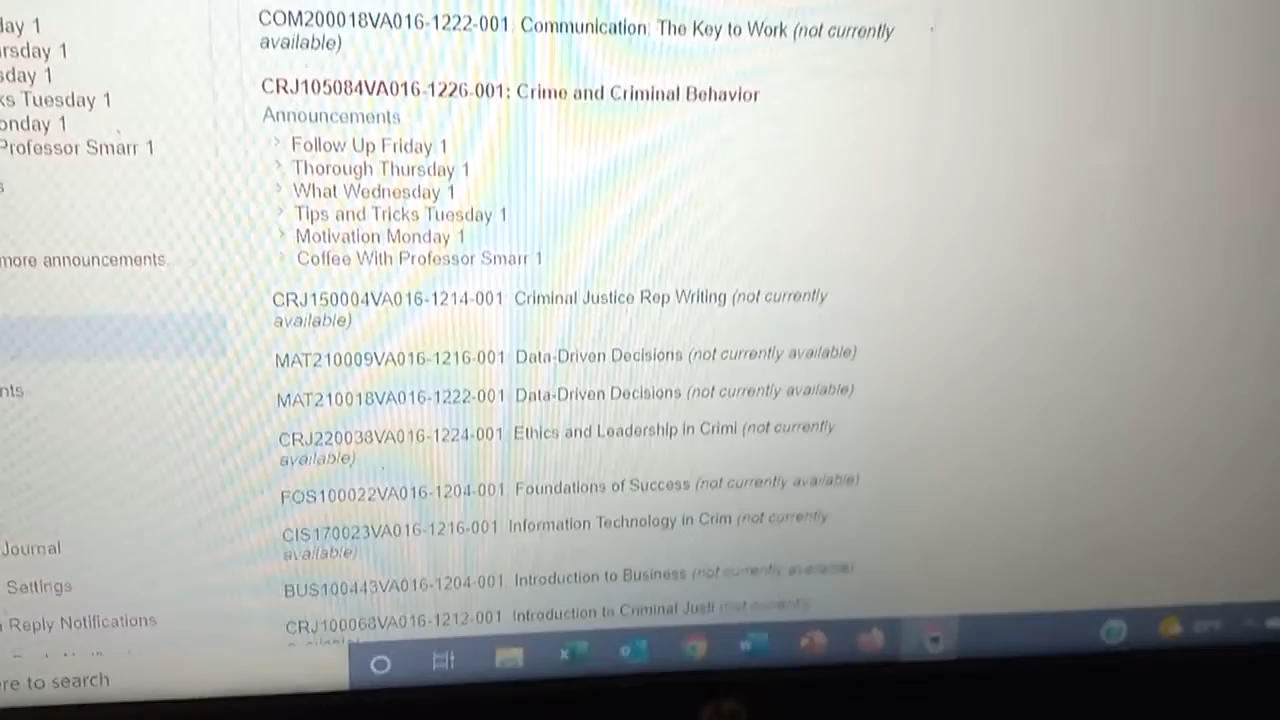 day 1
rsday 1
sday 1
ks Tuesday 1
onday 1
Professor Smarr 1
s
more announcements.
nts
Journal
Settings
Reply Notifications
re to search
COM200018VA016-1222-001: Communication: The Key to Work (not currently
available)
CRJ105084VA016-1226-001: Crime and Criminal Behavior
Announcements
Follow Up Friday 1
Thorough Thursday 1
What Wednesday 1
Tips and Tricks Tuesday 1
Motivation Monday 1
Coffee With Professor Smarr 1
CRJ150004VA016-1214-001: Criminal Justice Rep Writing (not currently
available)
MAT210009VA016-1216-001: Data-Driven Decisions (not currently available)
MAT210018VA016-1222-001: Data-Driven Decisions (not currently available)
CRJ220038VA016-1224-001: Ethics and Leadership in Crimi (not currently
available)
FOS100022VA016-1204-001: Foundations of Success (not currently available)
CIS170023VA016-1216-001: Information Technology in Crim (not currently
available)
BUS100443VA016-1204-001: Introduction to Business (not currently available)
CRJ100068VA016-1212-001: Introduction to Criminal Justi (not currently